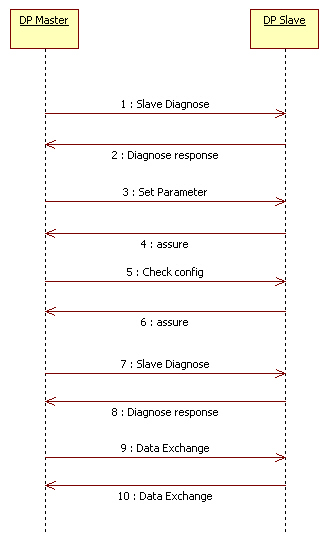 DP Master
DP Slave
1 : Slave Diagnose
2 : Diagnose response
3 : Set Parameter
4 : assure
5 : Check config
6 : assure
7 : Slave Diagnose
8 : Diagnose response
9 : Data Exchange
10 : Data Exchange